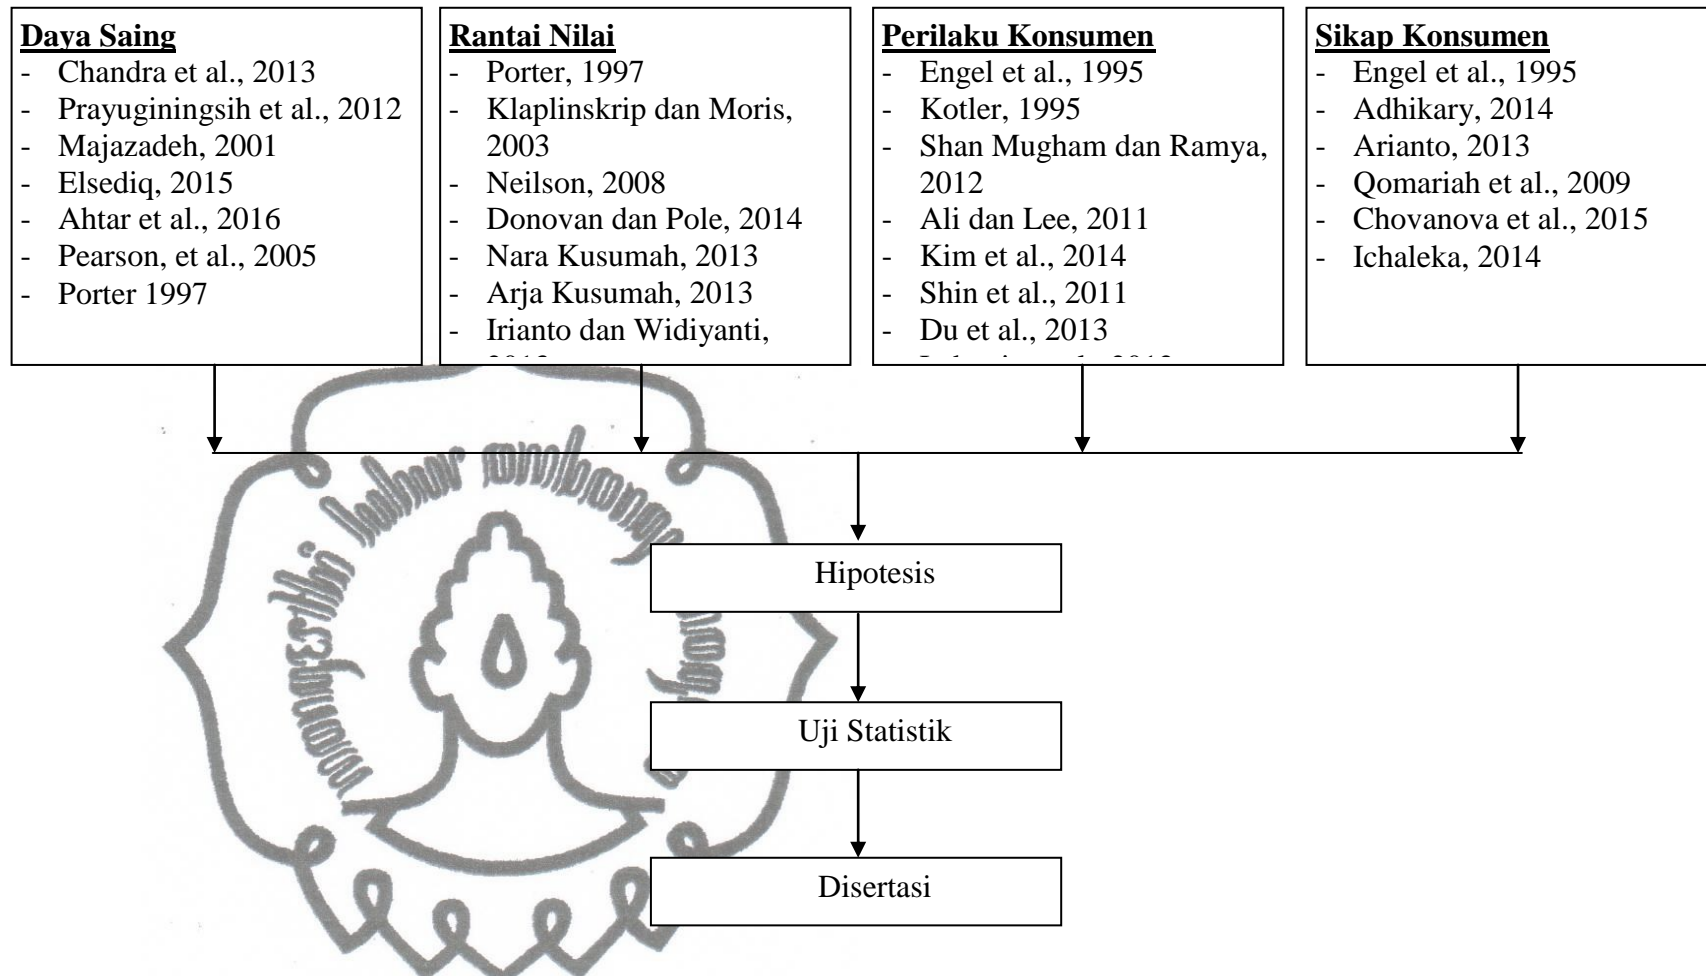 Daya Saing
- Chandra et al., 2013
- Prayuginingsih et al., 2012
- Majazadeh, 2001
- Elsediq, 2015
- Ahtar et al., 2016
- Pearson, et al., 2005
- Porter 1997
Rantai Nilai
- Porter, 1997
- Klaplinskrip dan Moris,
2003
- Neilson, 2008
- Donovan dan Pole, 2014
- Nara Kusumah, 2013
- Arja Kusumah, 2013
- Irianto dan Widiyanti,
Perilaku Konsumen
- Engel et al., 1995
- Kotler, 1995
- Shan Mugham dan Ramya,
2012
- Ali dan Lee, 2011
- Kim et al., 2014
- Shin et al., 2011
- Du et al., 2013
Sikap Konsumen
- Engel et al., 1995
- Adhikary, 2014
- Arianto, 2013
- Qomariah et al., 2009
- Chovanova et al., 2015
- Ichaleka, 2014
Hipotesis
Uji Statistik
Disertasi